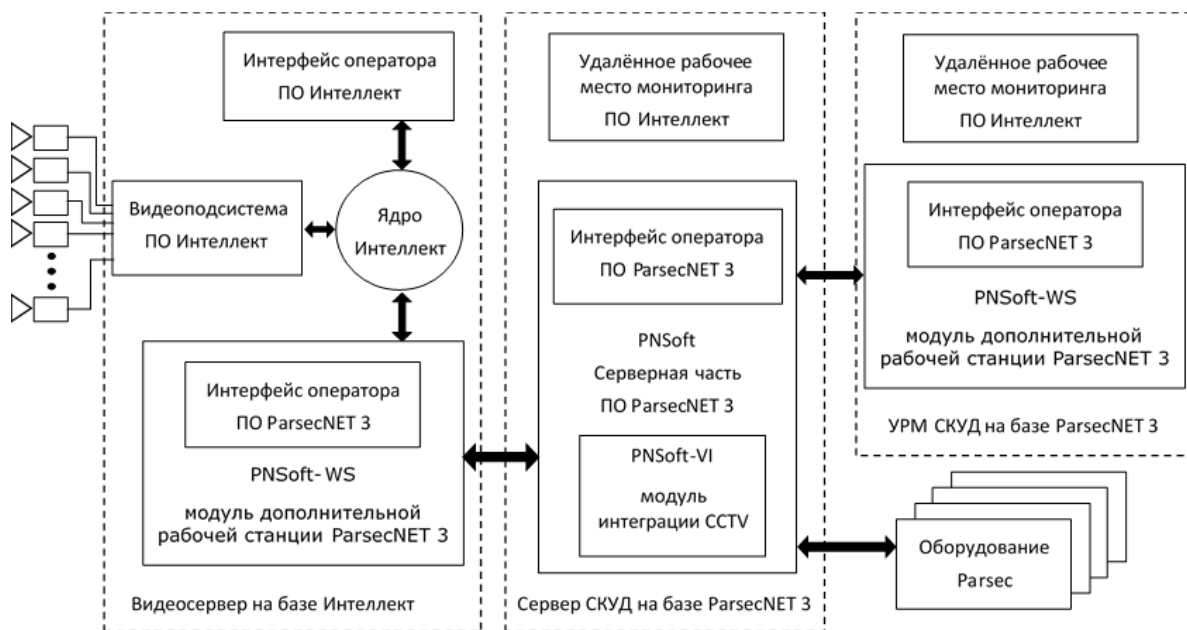 Интерфейс оператора
ПО Интеллект
Видеоподсистема
ПО Интеллект
Ядро
Интеллект
Интерфейс оператора
ПО ParsecNET 3
PNSoft-WS
модуль дополнительной
рабочей станции ParsecNET 3
Видеосервер на базе Интеллект
Удалённое рабочее
место мониторинга
ПО Интеллект
Интерфейс оператора
ПО ParsecNET 3
PNSoft
Серверная часть
ПО ParsecNET 3
PNSoft-VI
модуль
интеграции CCTV
Сервер СКУД на базе ParsecNET 3
Удалённое рабочее
место мониторинга
ПО Интеллект
Интерфейс оператора
ПО ParsecNET 3
PNSoft-WS
модуль дополнительной
рабочей станции ParsecNET 3
УРМ СКУД на базе ParsecNET 3
Оборудование
Parsec